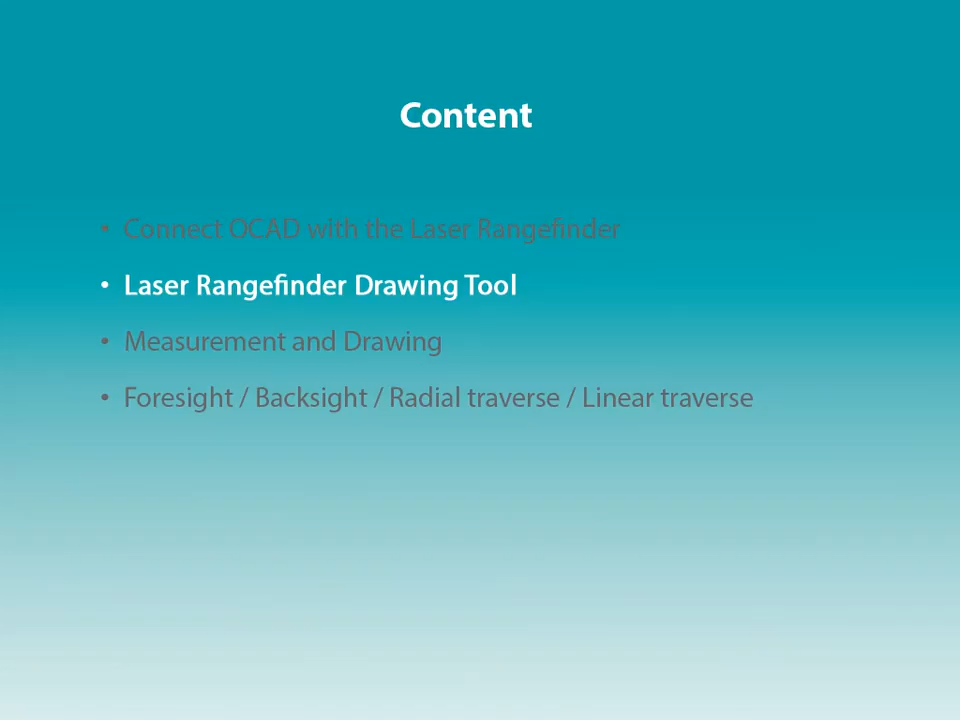 Content
• Connect OCAD with the Laser Rangefinder
• Laser Rangefinder Drawing Tool
• Measurement and Drawing
• Foresight / Backsight / Radial traverse / Linear traverse